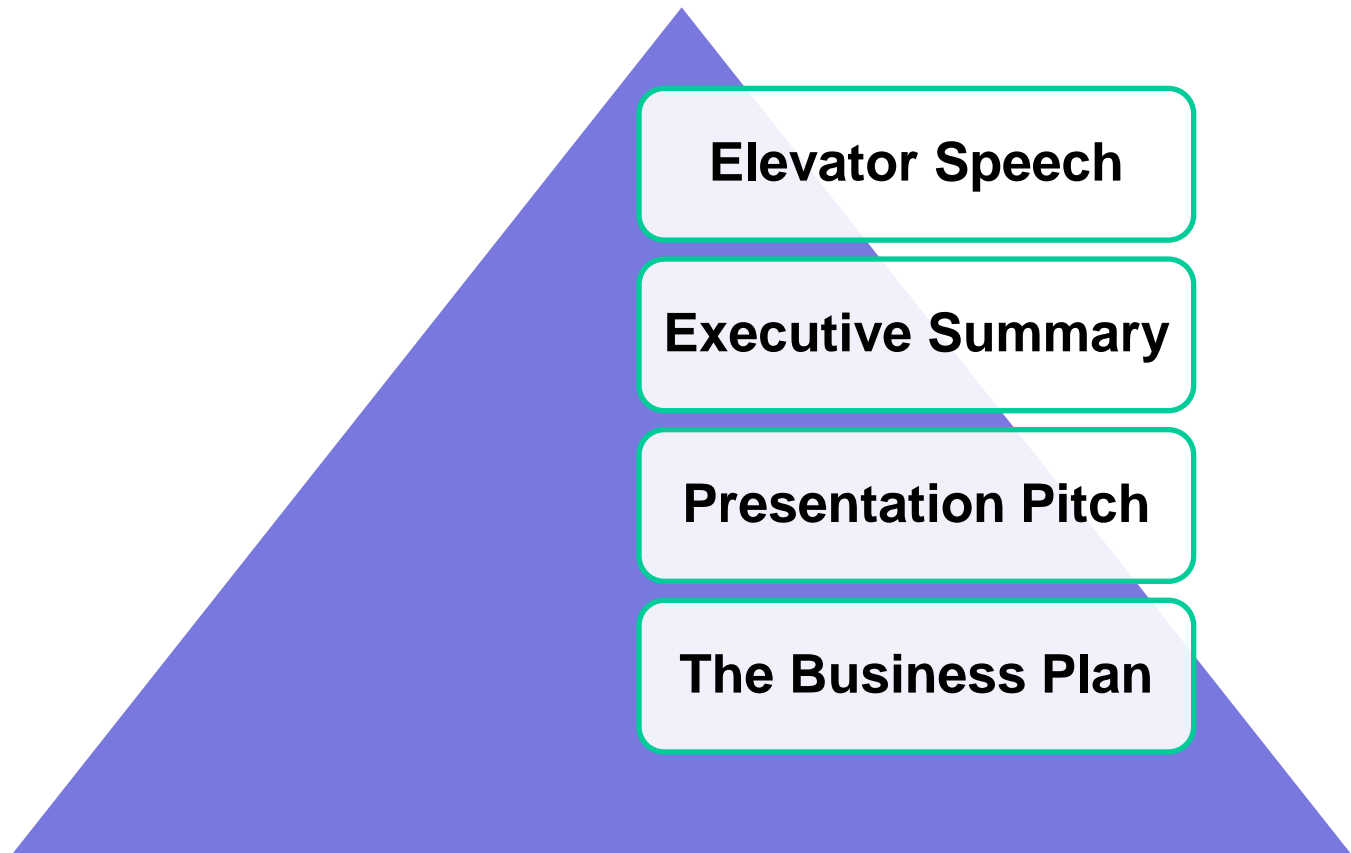 Elevator Speech
Executive Summary
Presentation Pitch
The Business Plan